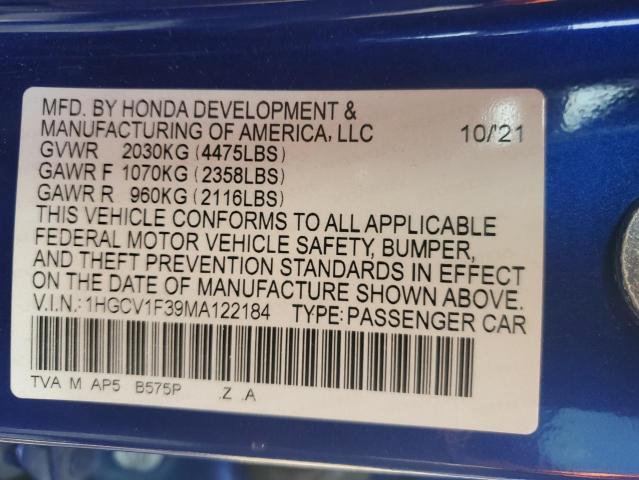 MFD. BY HONDA DEVELOPMENT &
MANUFACTURING OF AMERICA, LLC 10/'21
GVWR 2030KG (4475LBS)
GAWR F 1070KG (2358LBS)
GAWR R 960KG (2116LBS)
THIS VEHICLE CONFORMS TO ALL APPLICABLE
FEDERAL MOTOR VEHICLE SAFETY, BUMPER,
AND THEFT PREVENTION STANDARDS IN EFFECT
ON THE DATE OF MANUFACTURE SHOWN ABOVE.
V.I.N.: 1HGCV1F39MA122184 TYPE: PASSENGER CAR
TVA M AP5 B575P .Z .A